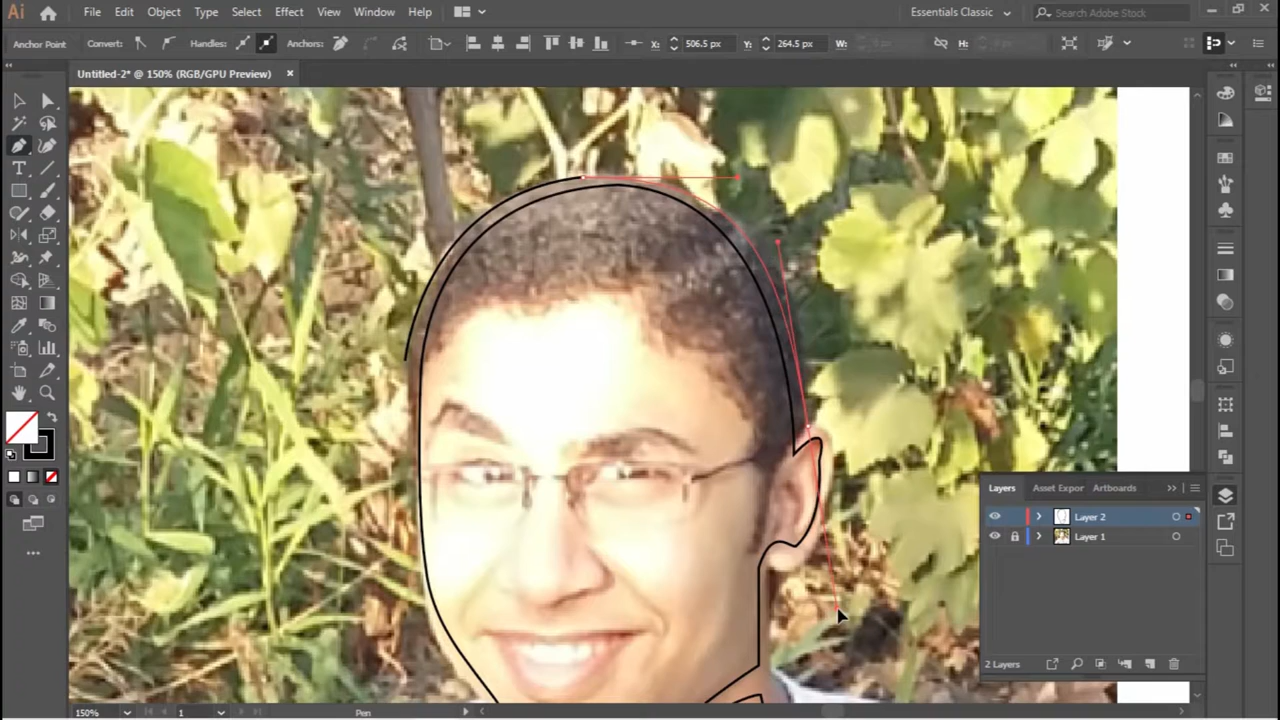 Ai File Edit Object Type Select Effect View Window Help Essentials Classic Search Adobe Stock
Anchor Point Convert: Handles: Anchors: X: 506.5 px Y: 264.5 px W: H:
Untitled-2* @ 150% (RGB/GPU Preview)
Layers Asset Expor Artboards
Layer 2
Layer 1
2 Layers
150% 1 Pen